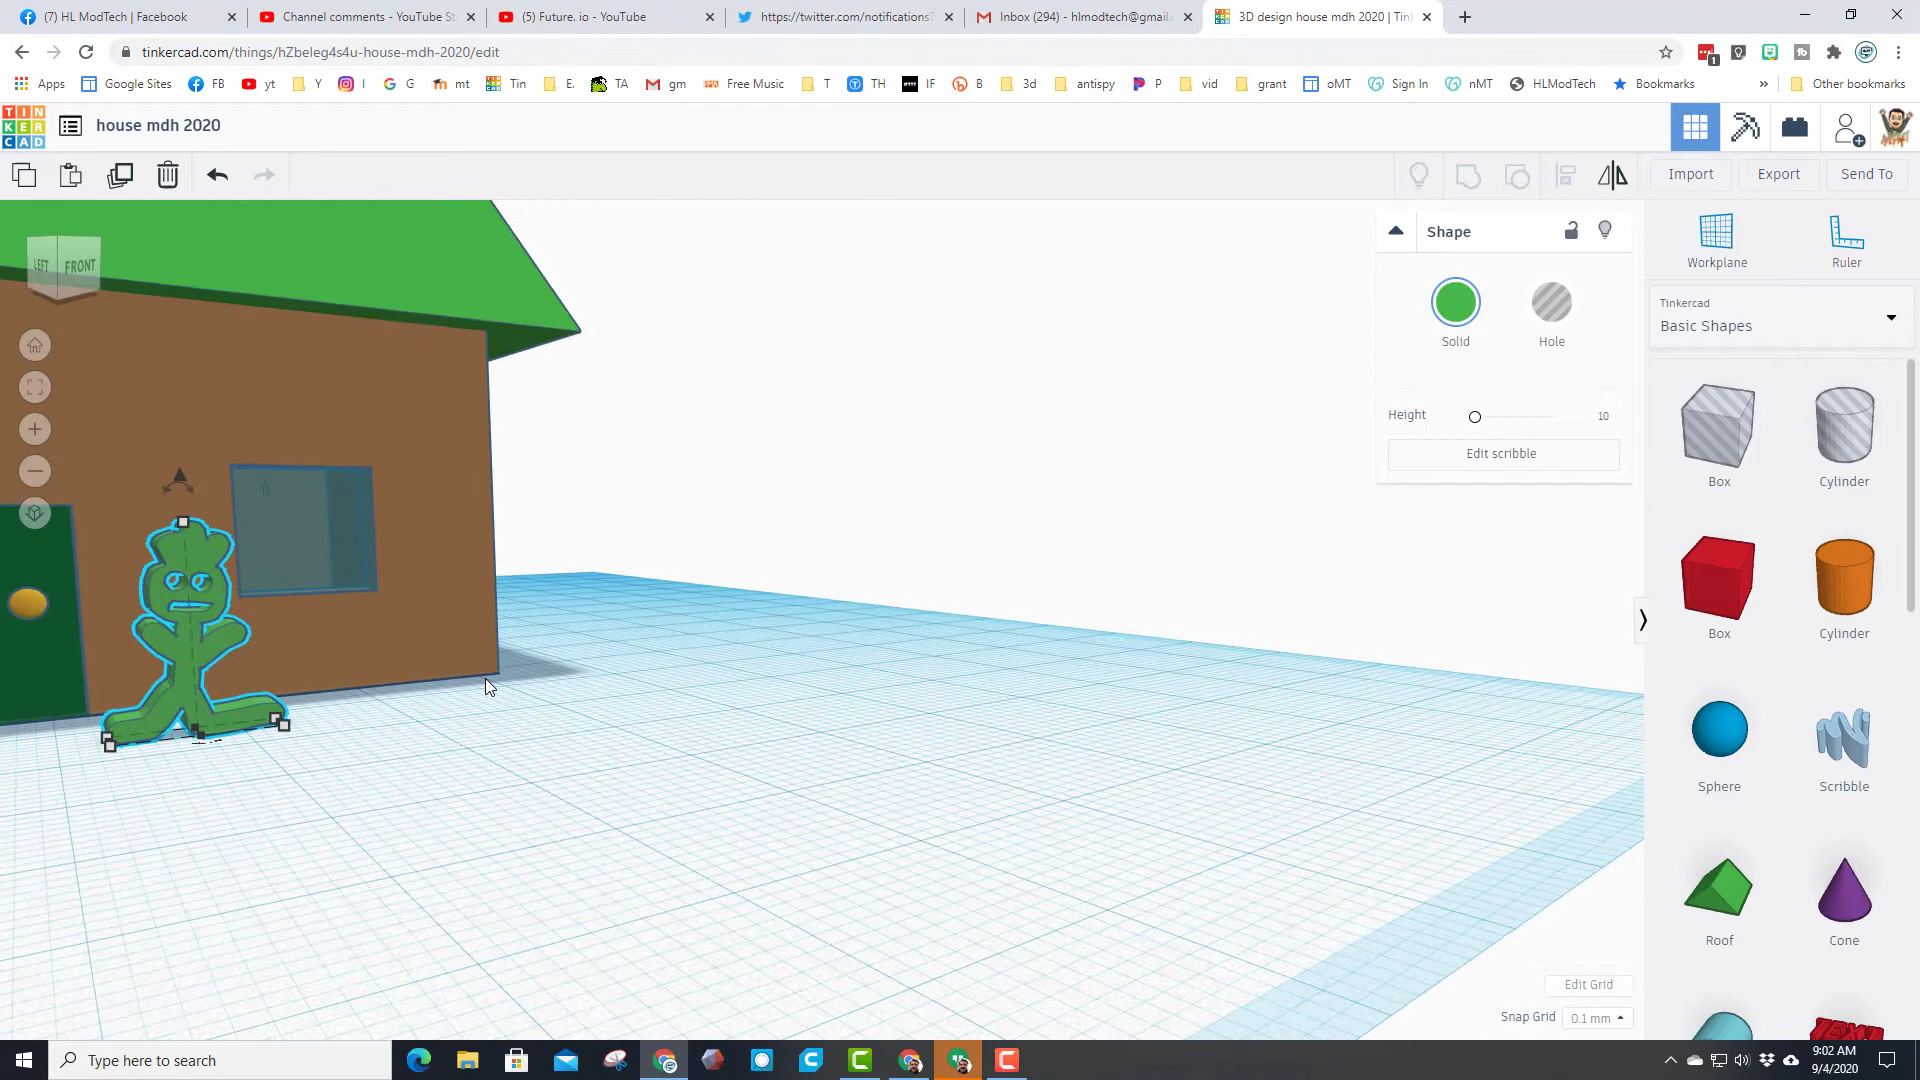 (7) HL ModTech | Facebook
Channel comments - YouTube St
(5) Future. io - YouTube
https://twitter.com/notifications?
Inbox (294) - hlmodtech@gmail.
3D design house mdh 2020 | Tin
tinkercad.com/things/hZbeleg4s4u-house-mdh-2020/edit
1
Apps
Google Sites
FB
yt
Y
I
G
mt
Tin
E.
TA
gm
Free Music
T
TH
IF
B
3d
antispy
P
vid
grant
oMT
Sign In
nMT
HLModTech
Bookmarks
»
Other bookmarks
TIN
KER
CAD
house mdh 2020
Import
Export
Send To
LEFT
FRONT
Shape
Solid
Hole
Height
10
Edit scribble
Workplane
Ruler
Tinkercad
Basic Shapes
Box
Cylinder
Box
Cylinder
Sphere
Scribble
Roof
Cone
TEXT
Edit Grid
Snap Grid
0.1 mm
Type here to search
9:02 AM
9/4/2020